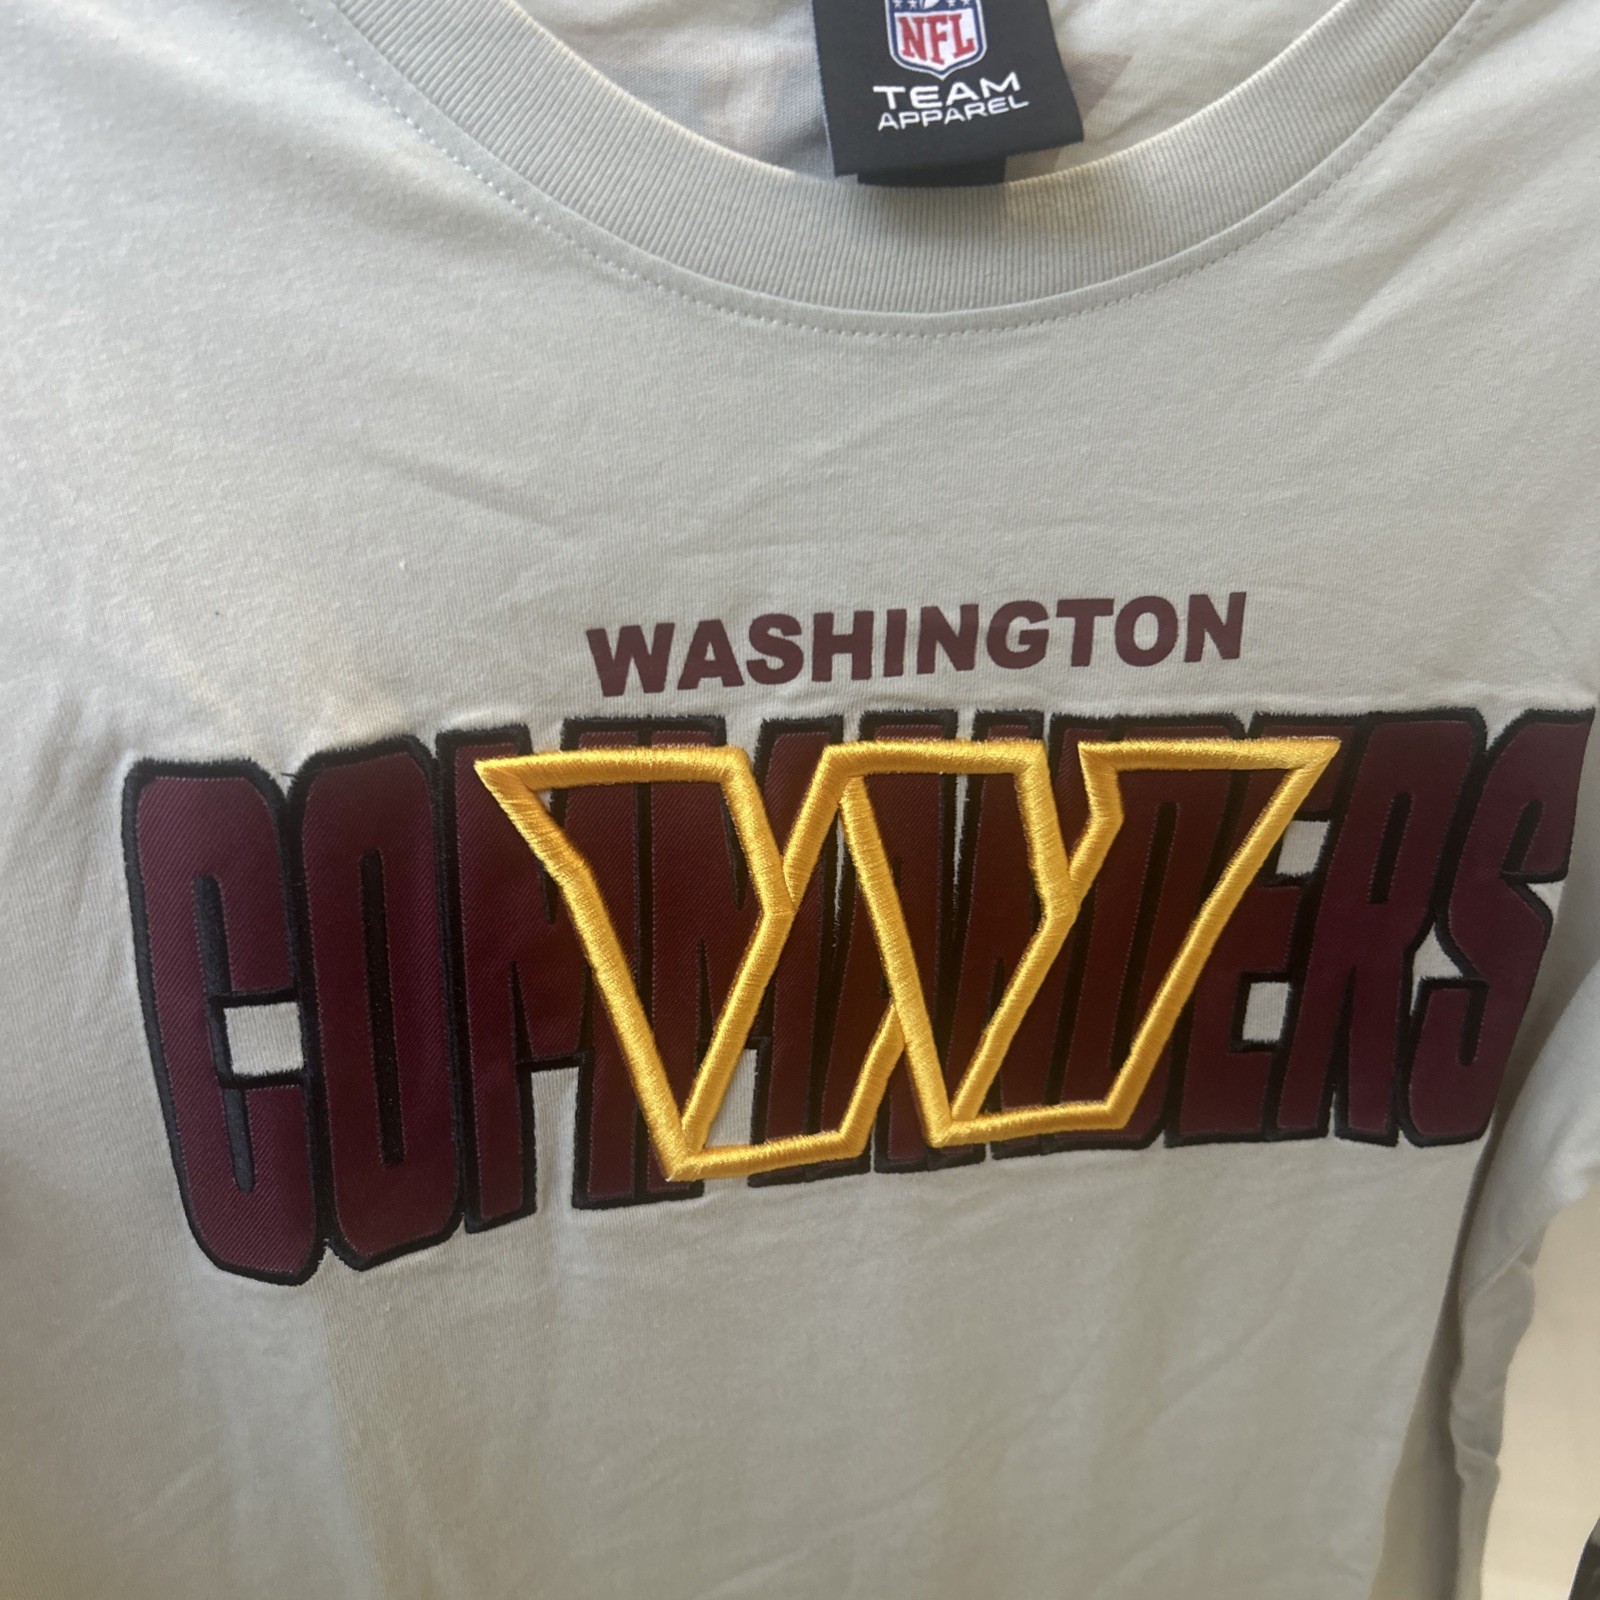 NFL
TEAM
APPAREL
WASHINGTON
COMMANDERS
W